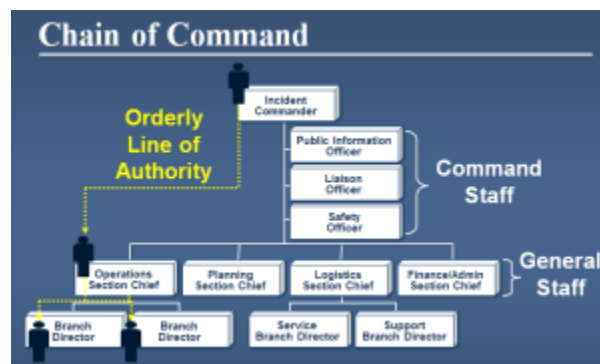 Chain of Command
Incident
Commander
Orderly
Line of
Authority
Public Information
Officer
Liaison
Officer
Safety
Officer
Command
Staff
Operations
Section Chief
Planning
Section Chief
Logistics
Section Chief
Finance/Admin
Section Chief
General
Staff
Branch
Director
Branch
Director
Service
Branch Director
Support
Branch Director